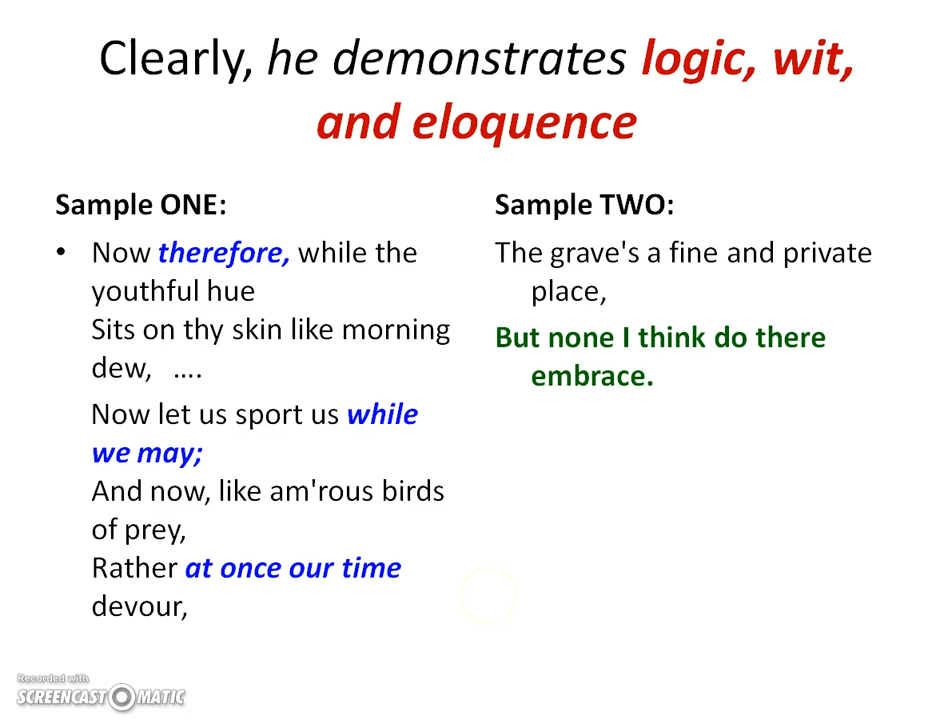 Clearly, he demonstrates logic, wit,
and eloquence
Sample ONE:
• Now therefore, while the
youthful hue
Sits on thy skin like morning
dew, ....
Now let us sport us while
we may;
And now, like am'rous birds
of prey,
Rather at once our time
devour,
Sample TWO:
The grave's a fine and private
place,
But none I think do there
embrace.
Recorded with
SCREENCAST O MATIC